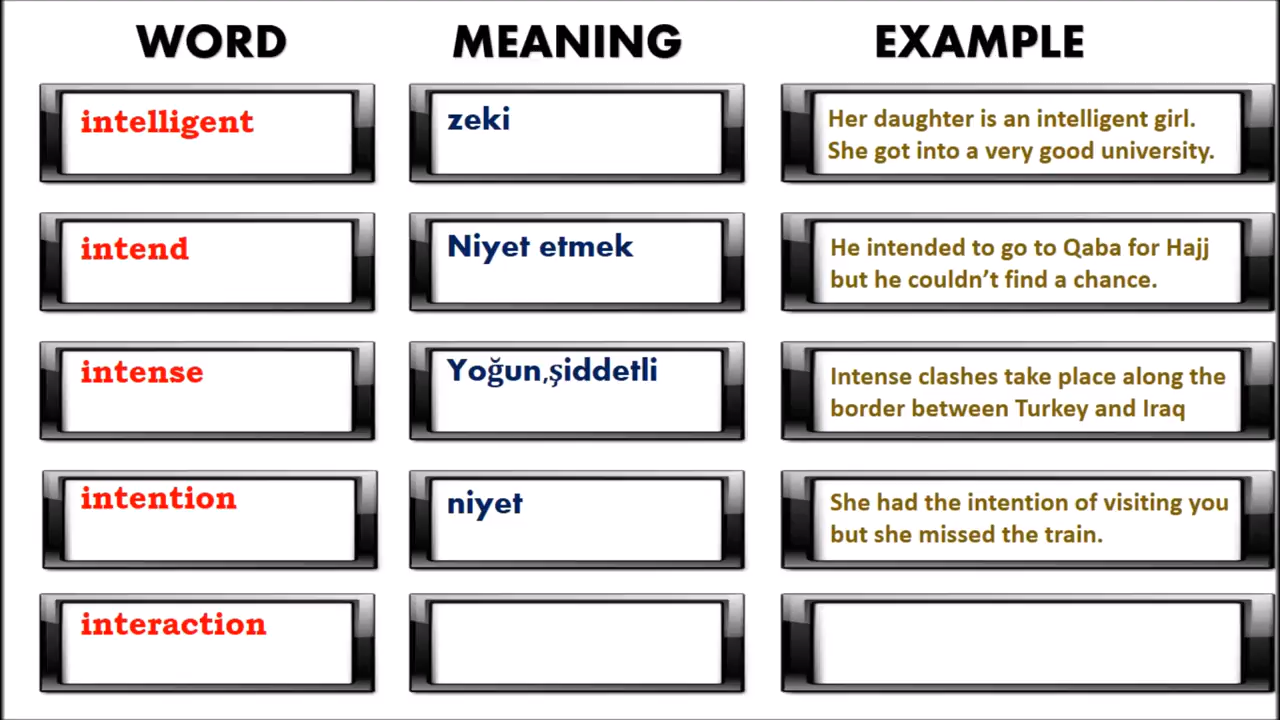 WORD MEANING EXAMPLE
intelligent
zeki
Her daughter is an intelligent girl.
She got into a very good university.
intend
Niyet etmek
He intended to go to Qaba for Hajj
but he couldn’t find a chance.
intense
Yoğun,şiddetli
Intense clashes take place along the
border between Turkey and Iraq
intention
niyet
She had the intention of visiting you
but she missed the train.
interaction